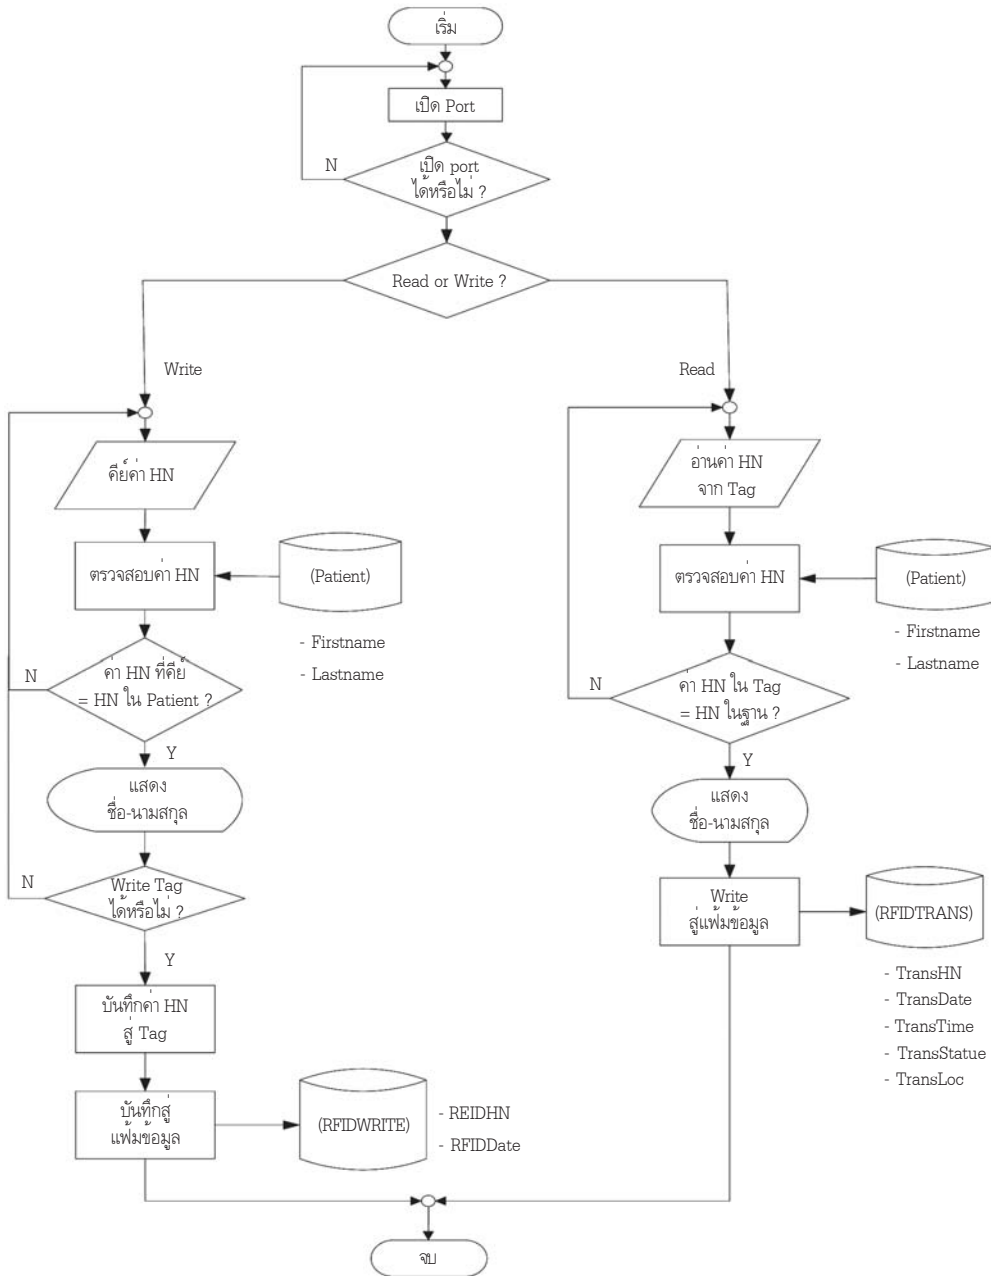 เริ่ม
เปิด Port
N
เปิด port
ได้หรือไม่ ?
Read or Write ?
Write
Read
คีย์ค่า HN
ตรวจสอบค่า HN
(Patient)
- Firstname
- Lastname
N
ค่า HN ที่คีย์
= HN ใน Patient ?
Y
แสดง
ชื่อ-นามสกุล
N
Write Tag
ได้หรือไม่ ?
Y
บันทึกค่า HN
สู่ Tag
บันทึกสู่
แฟ้มข้อมูล
(RFIDWRITE)
- REIDHN
- RFIDDate
อ่านค่า HN
จาก Tag
ตรวจสอบค่า HN
(Patient)
- Firstname
- Lastname
N
ค่า HN ใน Tag
= HN ในฐาน ?
Y
แสดง
ชื่อ-นามสกุล
Write
สู่แฟ้มข้อมูล
(RFIDTRANS)
- TransHN
- TransDate
- TransTime
- TransStatue
- TransLoc
จบ